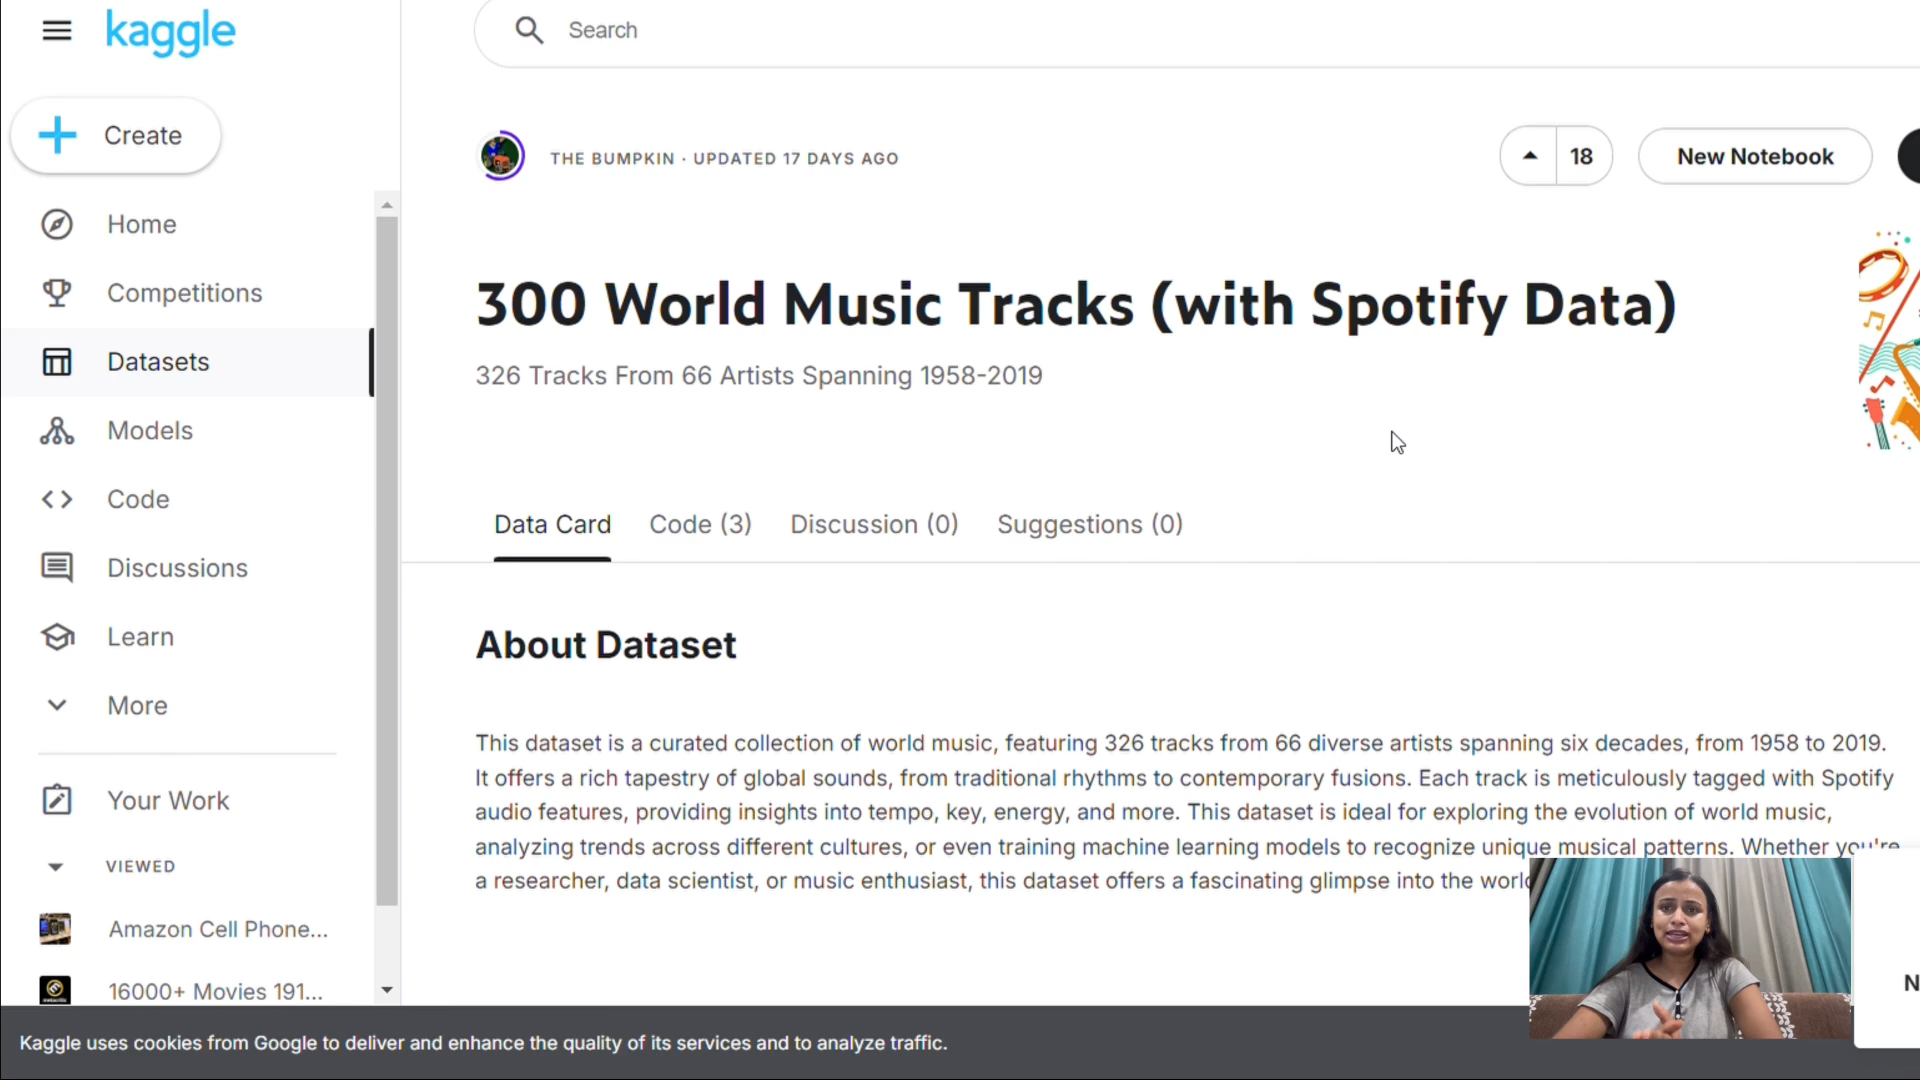 kaggle
Search
Create
THE BUMPKIN · UPDATED 17 DAYS AGO
18
New Notebook
Home
Competitions
Datasets
Models
Code
Discussions
Learn
More
Your Work
VIEWED
Amazon Cell Phone...
16000+ Movies 191...
300 World Music Tracks (with Spotify Data)
326 Tracks From 66 Artists Spanning 1958-2019
Data Card
Code (3)
Discussion (0)
Suggestions (0)
About Dataset
This dataset is a curated collection of world music, featuring 326 tracks from 66 diverse artists spanning six decades, from 1958 to 2019.
It offers a rich tapestry of global sounds, from traditional rhythms to contemporary fusions. Each track is meticulously tagged with Spotify
audio features, providing insights into tempo, key, energy, and more. This dataset is ideal for exploring the evolution of world music,
analyzing trends across different cultures, or even training machine learning models to recognize unique musical patterns. Whether you're
a researcher, data scientist, or music enthusiast, this dataset offers a fascinating glimpse into the
Kaggle uses cookies from Google to deliver and enhance the quality of its services and to analyze traffic.